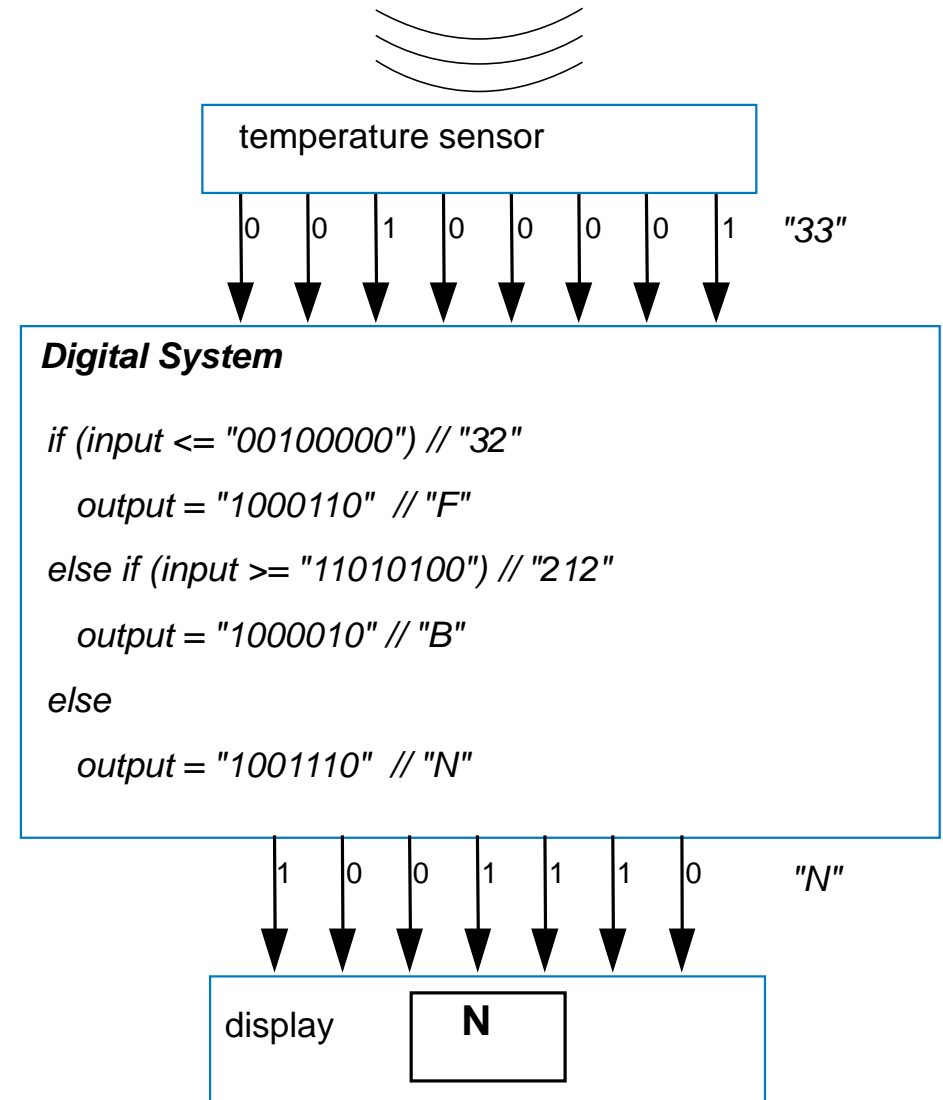 temperature sensor
0 0 1 0 0 0 0 1 "33"
Digital System
if (input <= "00100000") // "32"
output = "1000110" // "F"
else if (input >= "11010100") // "212"
output = "1000010" // "B"
else
output = "1001110" // "N"
1 0 0 1 1 1 0 "N"
display N